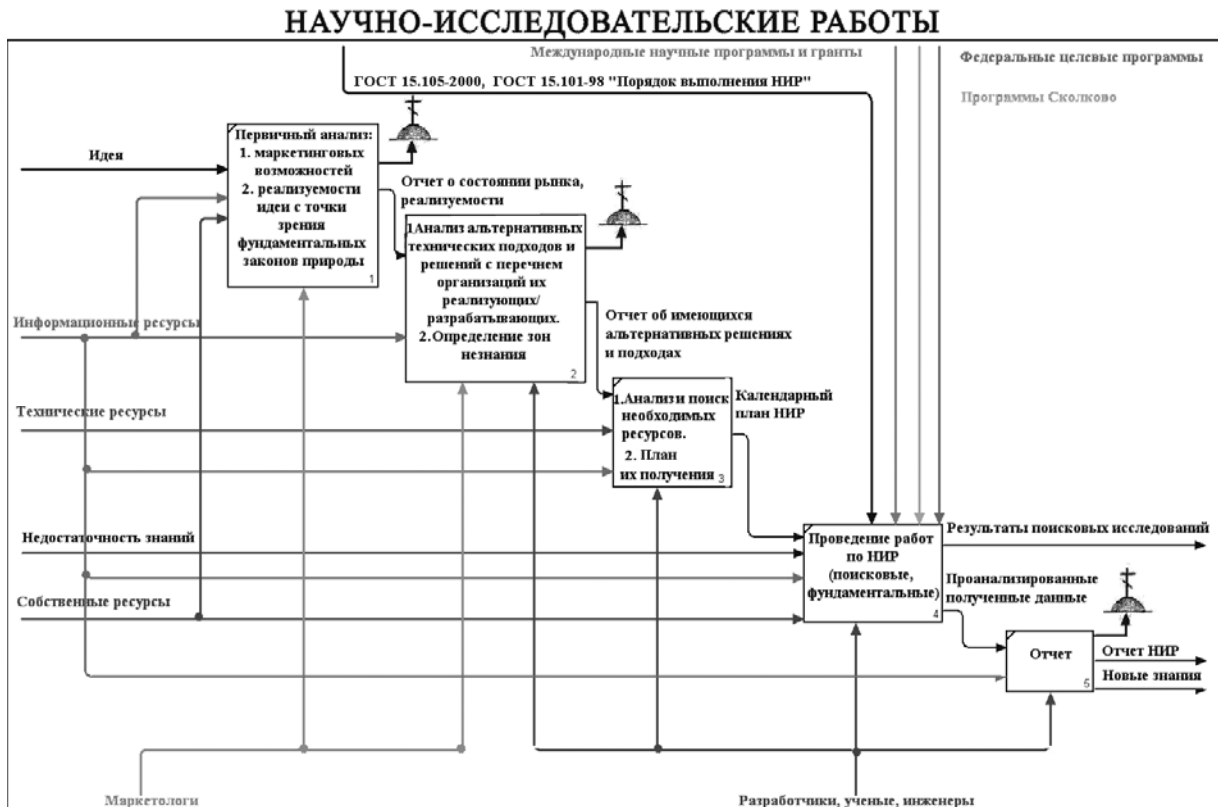 НАУЧНО-ИССЛЕДОВАТЕЛЬСКИЕ РАБОТЫ
Международные научные программы и гранты
Федеральные целевые программы
ГОСТ 15.105-2000, ГОСТ 15.101-98 "Порядок выполнения НИР"
Программы Сколково
Идея
Первичный анализ:
1. маркетинговых
возможностей
2. реализуемости
идеи с точки
зрения
фундаментальных
законов природы
1
Отчет о состоянии рынка,
реализуемости
1Анализ альтернативных
технических подходов и
решений с перечнем
организаций их
реализующих/
разрабатывающих.
2.Определение зон
незнания
2
Информационные ресурсы
Отчет об имеющихся
альтернативных решениях
и подходах
Технические ресурсы
1.Анализ и поиск
необходимых
ресурсов.
2. План
их получения
3
Календарный
план НИР
Недостаточность знаний
Проведение работ
по НИР
(поисковые,
фундаментальные)
4
Результаты поисковых исследований
Собственные ресурсы
Проанализированные
полученные данные
Отчет
5
Отчет НИР
Новые знания
Маркетологи
Разработчики, ученые, инженеры